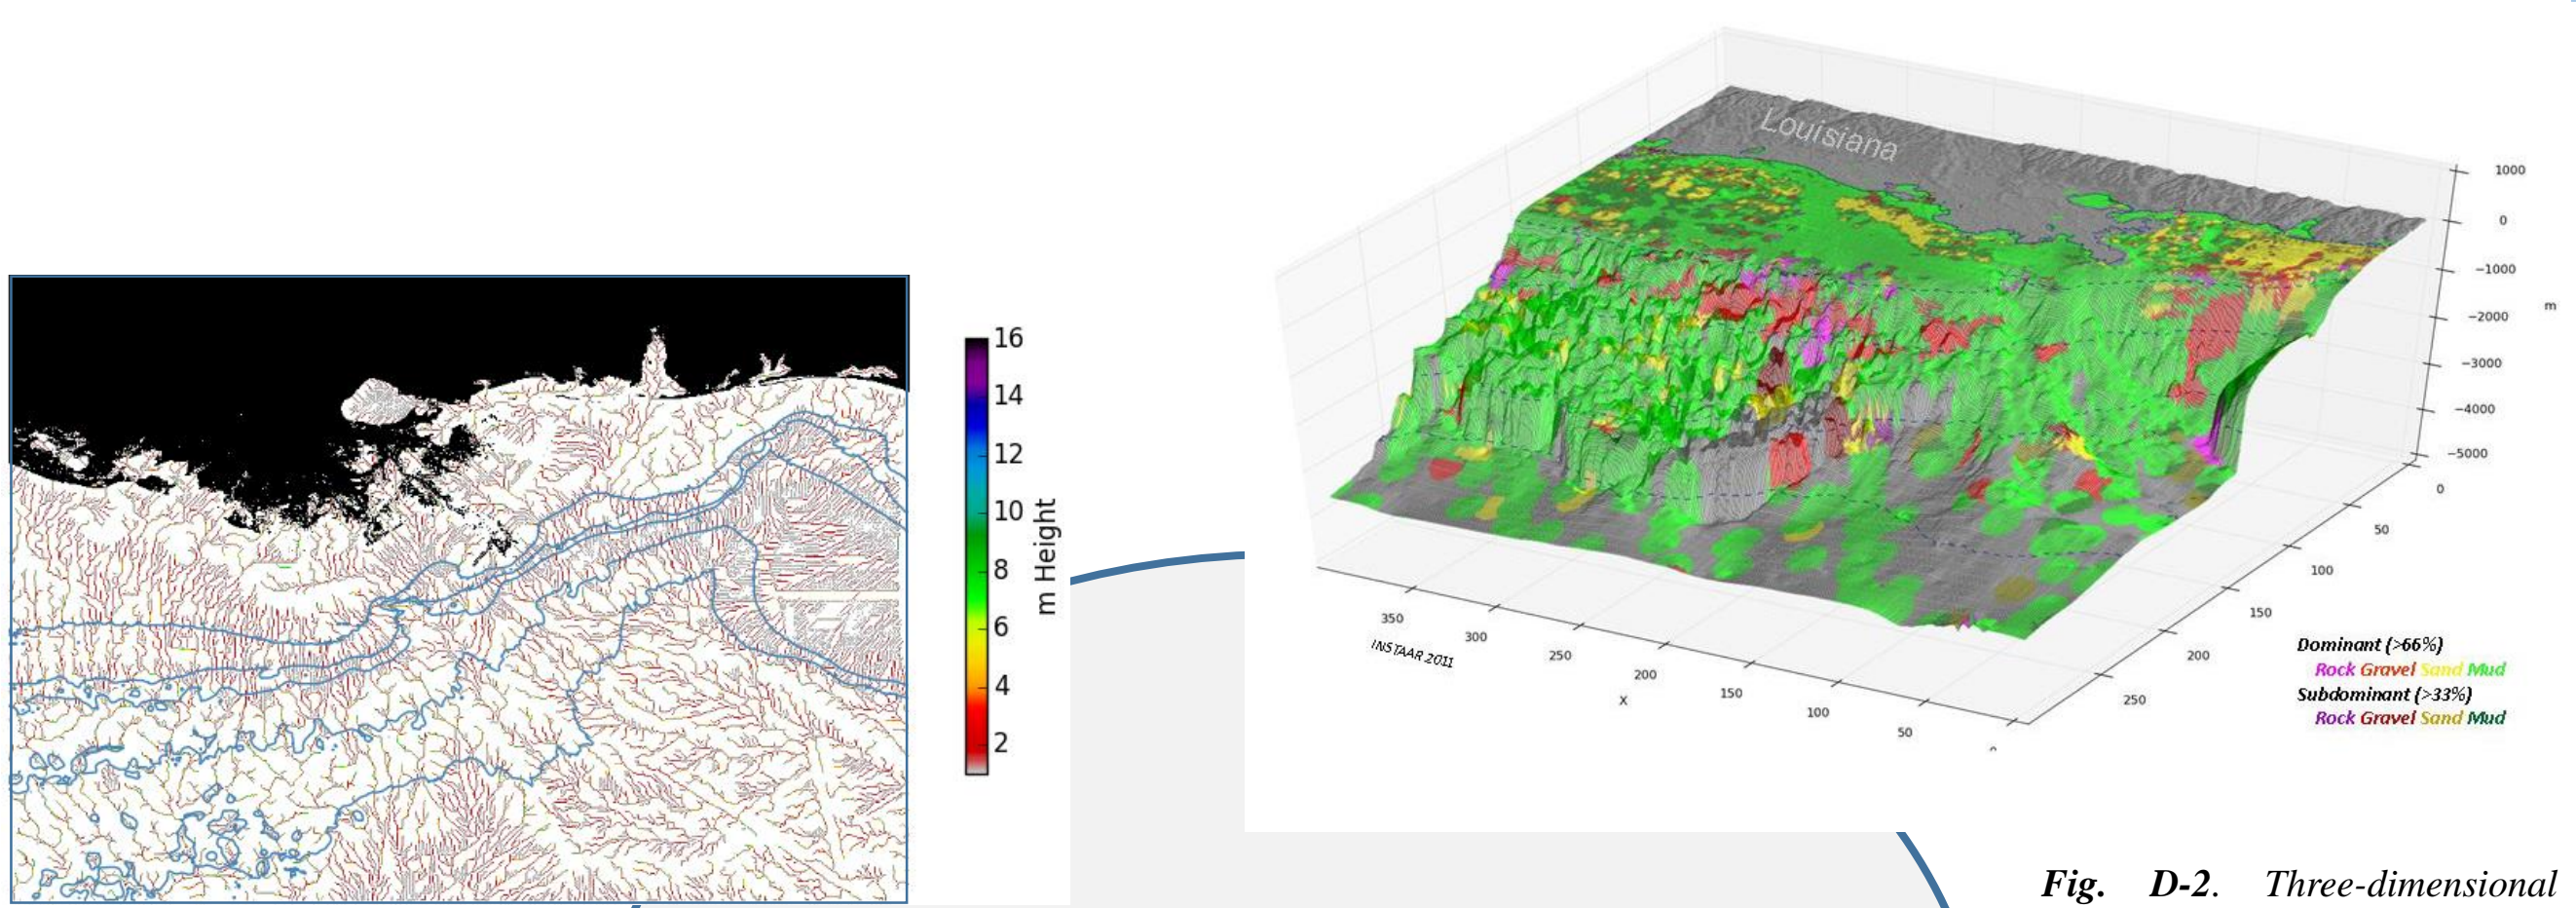 16
14
12
10
8
6
4
2
m Height
Louisiana
1000
0
−1000
−2000
−3000
−4000
−5000
m
0
50
100
150
200
250
350
300
250
200
150
100
50
X
INSTAAR 2011
Dominant (>66%)
Rock Gravel Sand Mud
Subdominant (>33%)
Rock Gravel Sand Mud
Fig. D-2. Three-dimensional